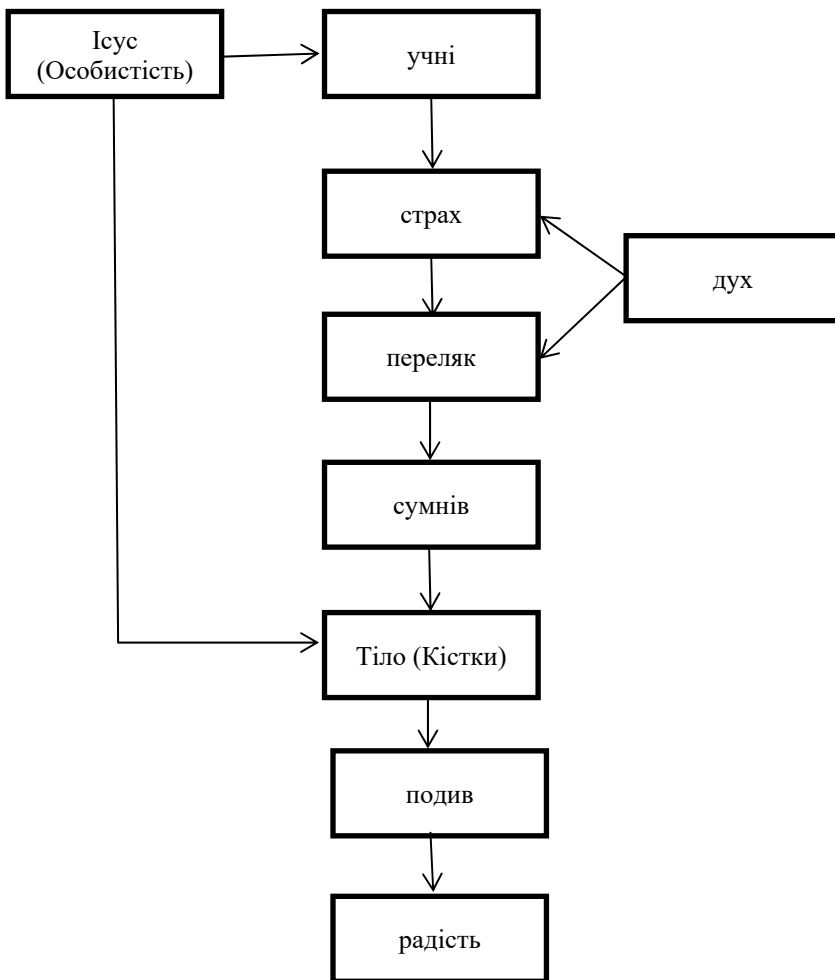 Ісус
(Особистість)
учні
страх
дух
переляк
сумнів
Тіло (Кістки)
подив
радість